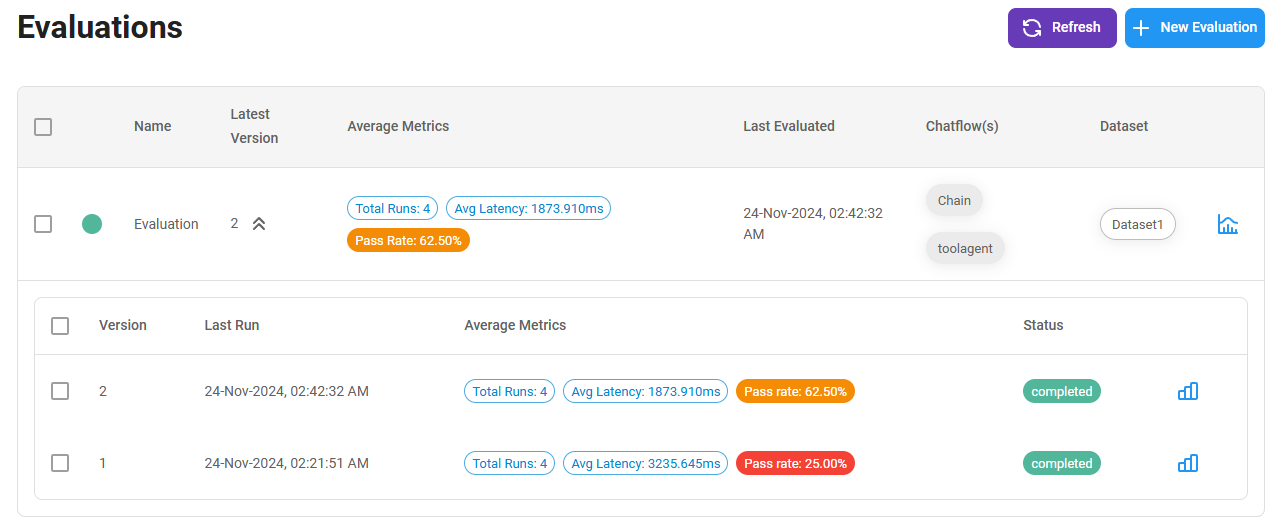 Evaluations
Refresh
New Evaluation
Name
Latest
Version
Average Metrics
Last Evaluated
Chatflow(s)
Dataset
Evaluation
2
Total Runs: 4
Avg Latency: 1873.910ms
Pass Rate: 62.50%
24-Nov-2024, 02:42:32
AM
Chain
toolagent
Dataset1
Version
Last Run
Average Metrics
Status
2
24-Nov-2024, 02:42:32 AM
Total Runs: 4
Avg Latency: 1873.910ms
Pass rate: 62.50%
completed
1
24-Nov-2024, 02:21:51 AM
Total Runs: 4
Avg Latency: 3235.645ms
Pass rate: 25.00%
completed